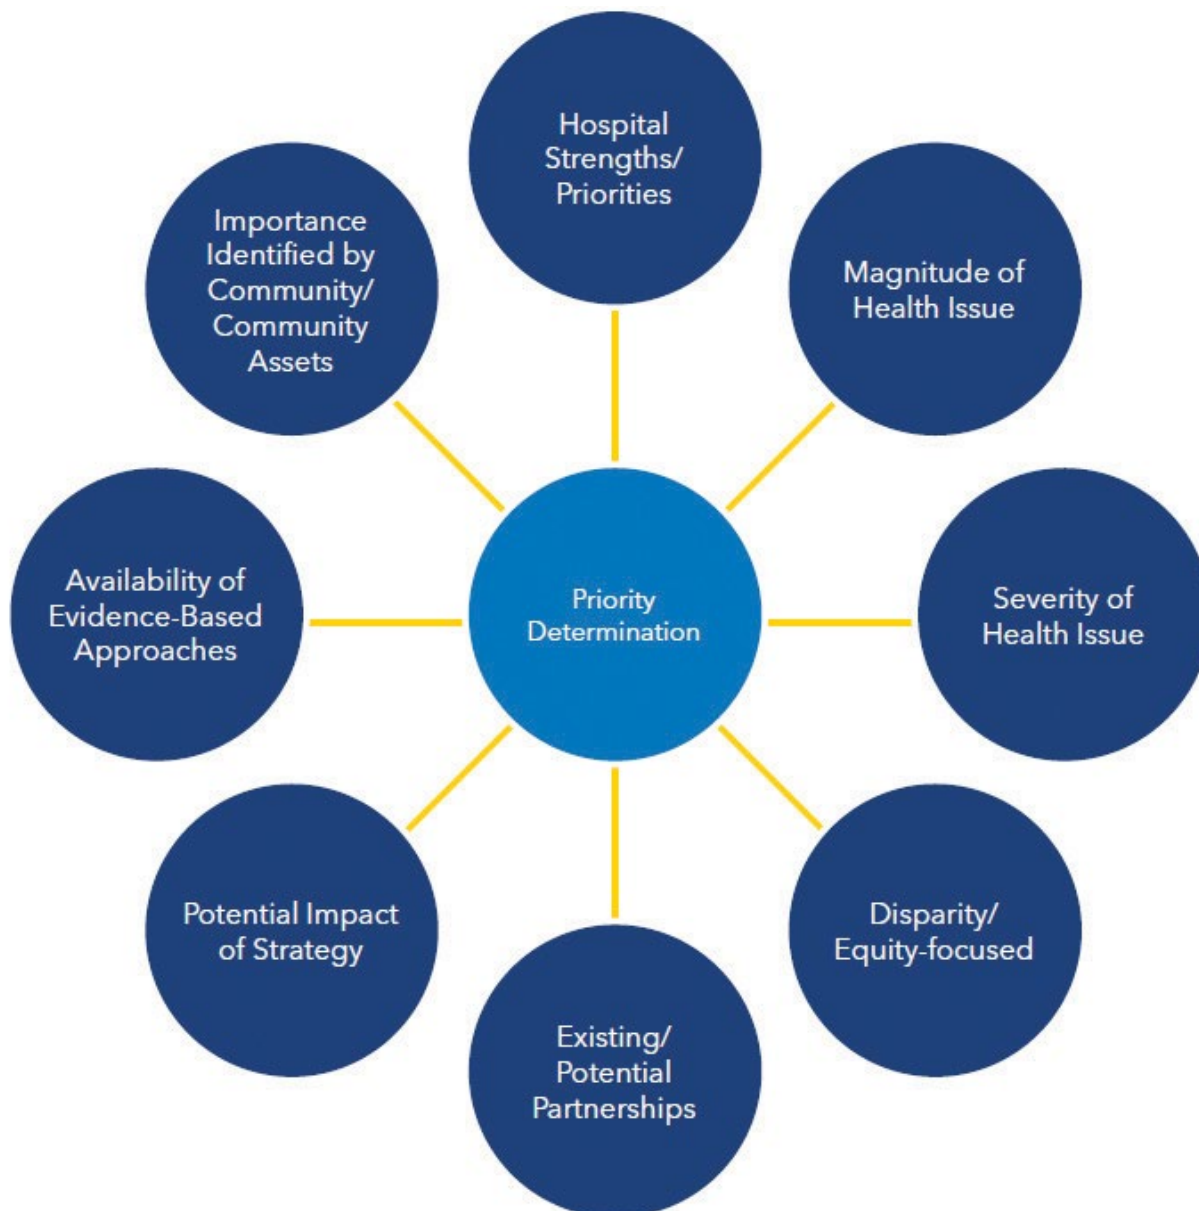 Hospital
Strengths/
Priorities
Magnitude of
Health Issue
Severity of
Health Issue
Disparity/
Equity-focused
Existing/
Potential
Partnerships
Potential Impact
of Strategy
Availability of
Evidence-Based
Approaches
Importance
Identified by
Community/
Community
Assets
Priority
Determination